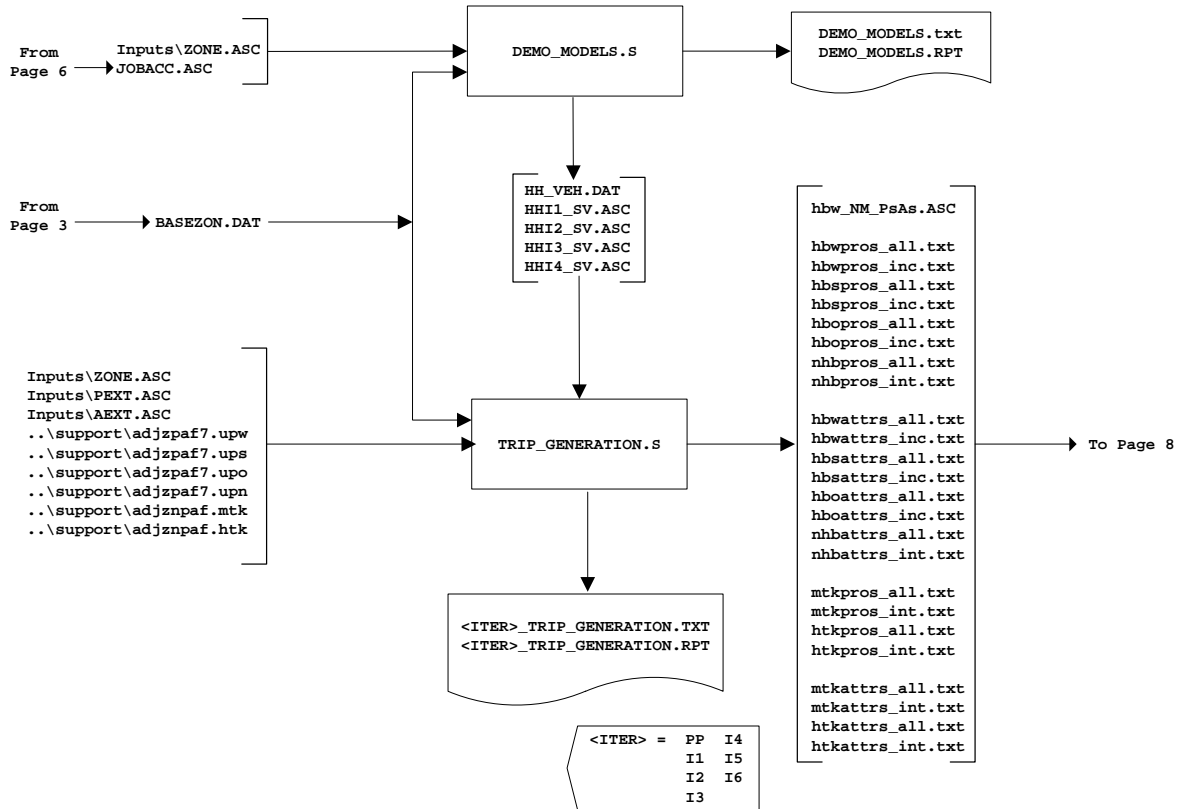 From
Page 6
Inputs\ZONE.ASC
JOBACC.ASC
DEMO_MODELS.S
DEMO_MODELS.txt
DEMO_MODELS.RPT
From
Page 3
BASEZON.DAT
HH_VEH.DAT
HHI1_SV.ASC
HHI2_SV.ASC
HHI3_SV.ASC
HHI4_SV.ASC
Inputs\ZONE.ASC
Inputs\PEXT.ASC
Inputs\AEXT.ASC
..\support\adjzpaf7.upw
..\support\adjzpaf7.ups
..\support\adjzpaf7.upo
..\support\adjzpaf7.upn
..\support\adjznpaf.mtk
..\support\adjznpaf.htk
TRIP_GENERATION.S
hbw_NM_PsAs.ASC
hbwpros_all.txt
hbwpros_inc.txt
hbspros_all.txt
hbspros_inc.txt
hbopros_all.txt
hbopros_inc.txt
nhbpros_all.txt
nhbpros_int.txt
hbwattrs_all.txt
hbwattrs_inc.txt
hbsattrs_all.txt
hbsattrs_inc.txt
hboattrs_all.txt
hboattrs_inc.txt
nhbattrs_all.txt
nhbattrs_int.txt
mtkpros_all.txt
mtkpros_int.txt
htkpros_all.txt
htkpros_int.txt
mtkattrs_all.txt
mtkattrs_int.txt
htkattrs_all.txt
htkattrs_int.txt
To Page 8
<ITER>_TRIP_GENERATION.TXT
<ITER>_TRIP_GENERATION.RPT
<ITER> = PP I4
I1 I5
I2 I6
I3